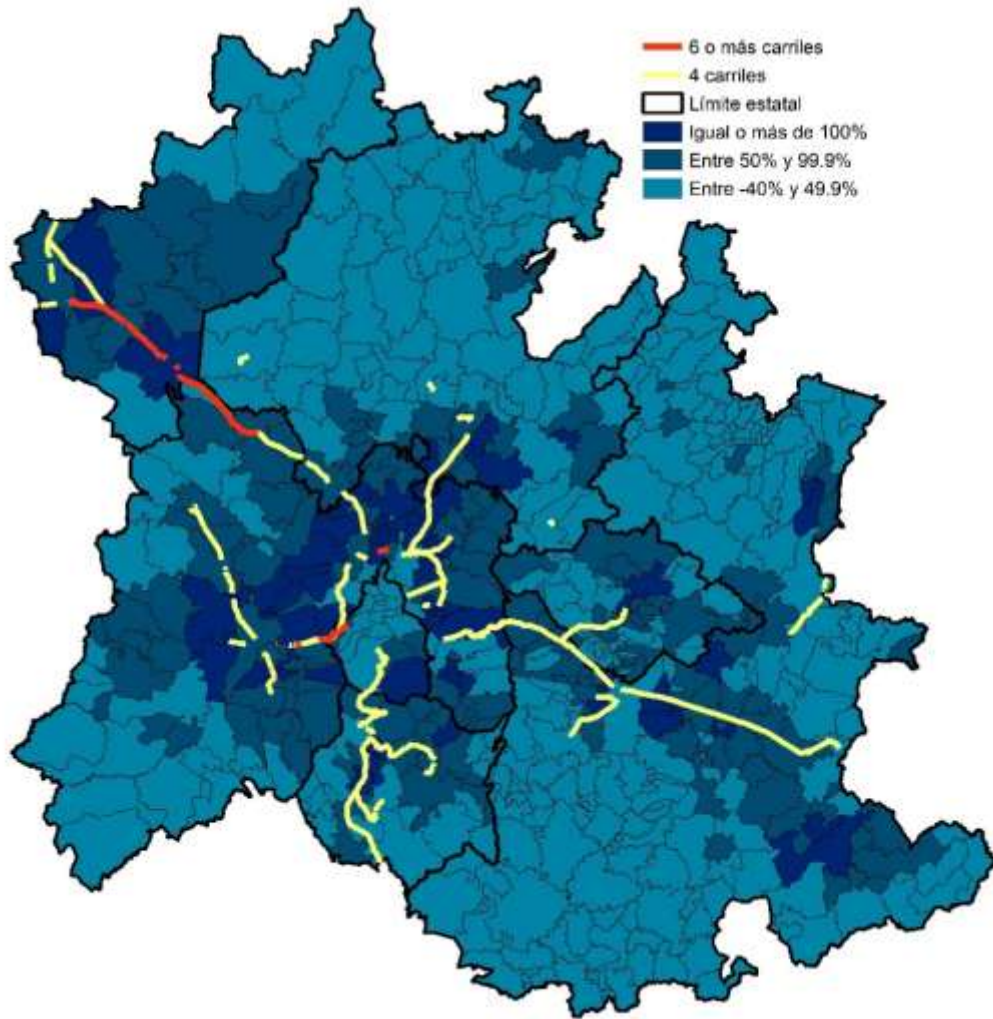 6 o más carriles
4 carriles
Límite estatal
Igual o más de 100%
Entre 50% y 99.9%
Entre -40% y 49.9%